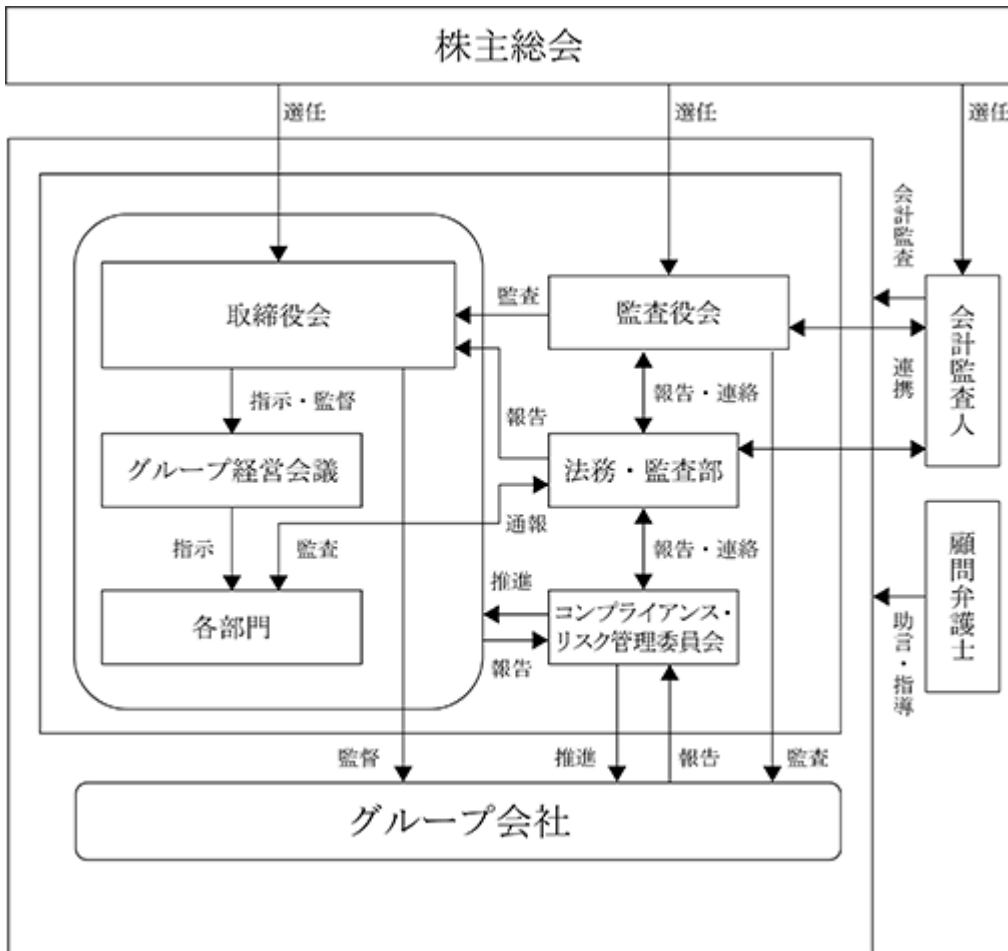 株主総会
選任
選任
選任
会計監査
取締役会
監査
監査役会
会計監査人
連携
指示・監督
報告
報告・連絡
グループ経営会議
法務・監査部
通報
指示
監査
報告・連絡
顧問弁護士
推進
各部門
コンプライアンス・
リスク管理委員会
報告
助言・指導
監督
推進
報告
監査
グループ会社